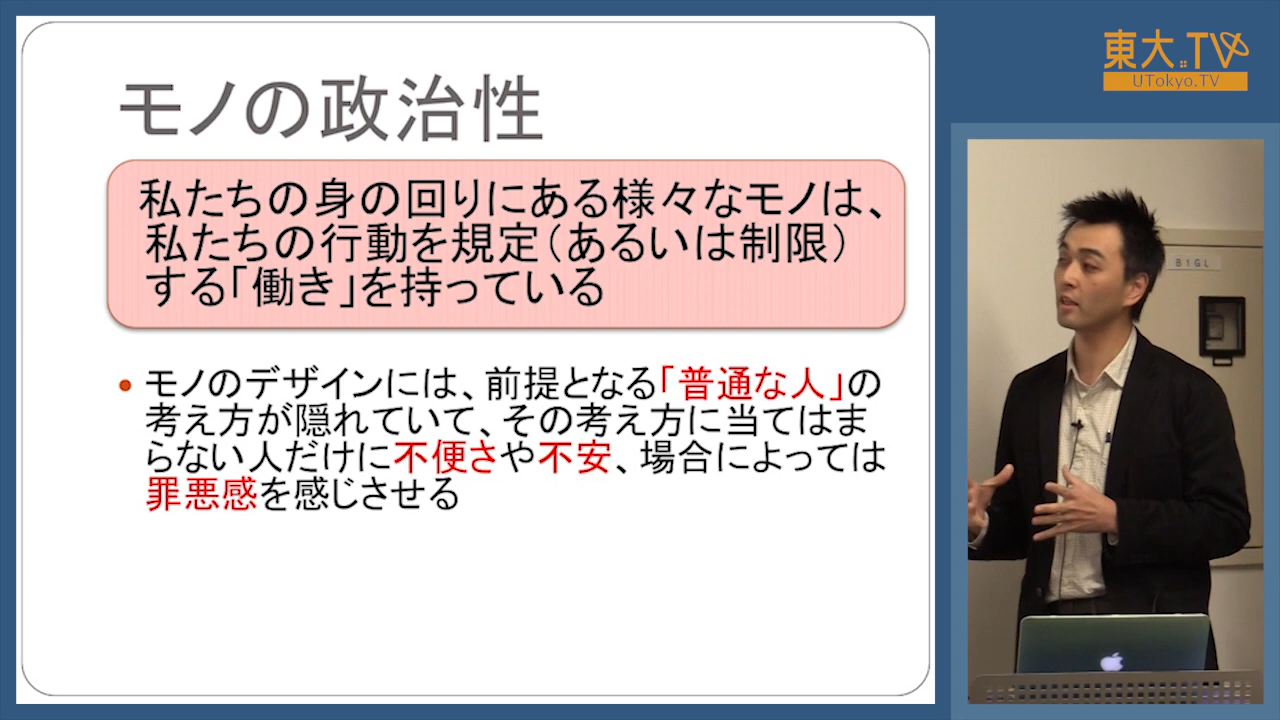 モノの政治性
私たちの身の回りにある様々なモノは、
私たちの行動を規定(あるいは制限)
する「働き」を持っている
• モノのデザインには、前提となる「普通な人」の
考え方が隠れていて、その考え方に当てはま
らない人だけに不便さや不安、場合によっては
罪悪感を感じさせる
東大.TV
UTokyo.TV
B1GL